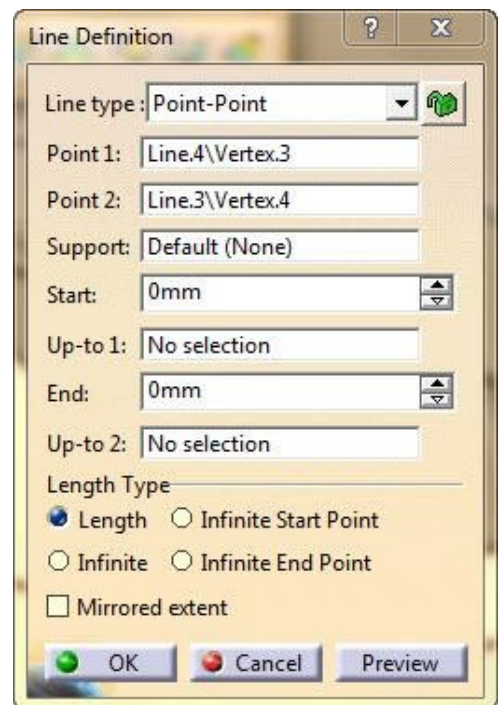 Line Definition
?
X
Line type : Point-Point
Point 1: Line.4\Vertex.3
Point 2: Line.3\Vertex.4
Support: Default (None)
Start: 0mm
Up-to 1: No selection
End: 0mm
Up-to 2: No selection
Length Type
Length Infinite Start Point
Infinite Infinite End Point
Mirrored extent
OK Cancel Preview